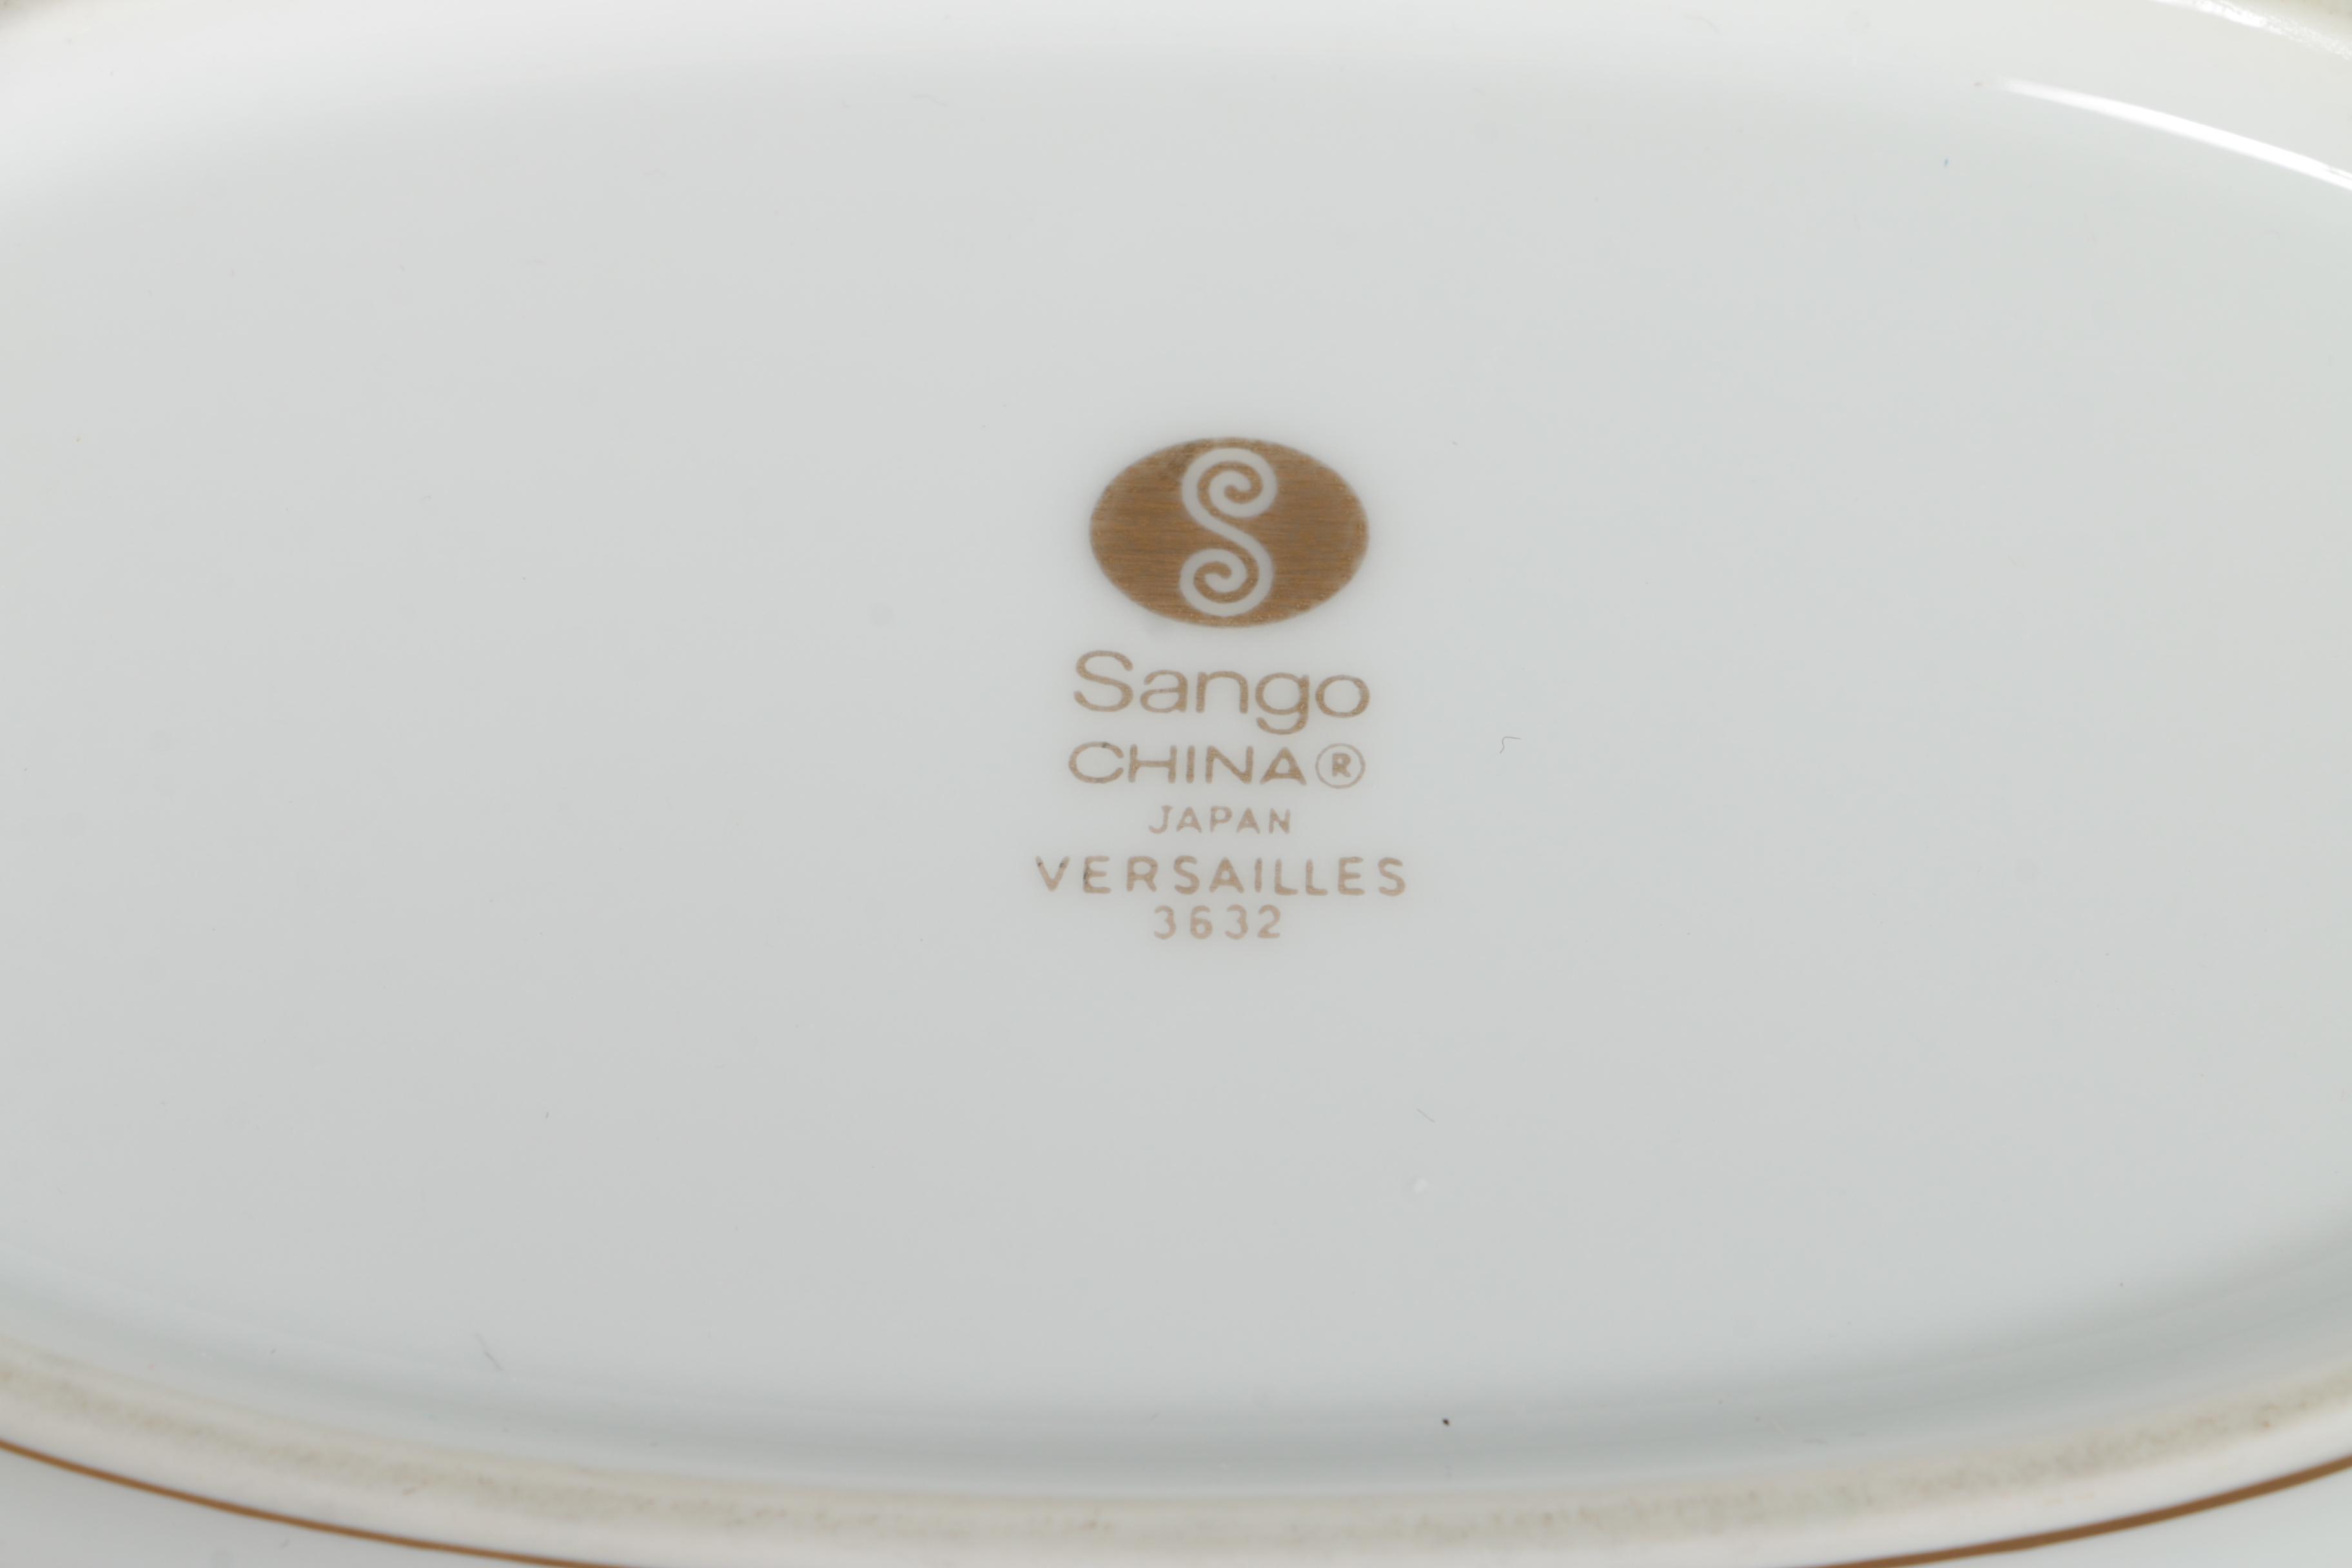 S
Sango
CHINA®
JAPAN
VERSAILLES
3632